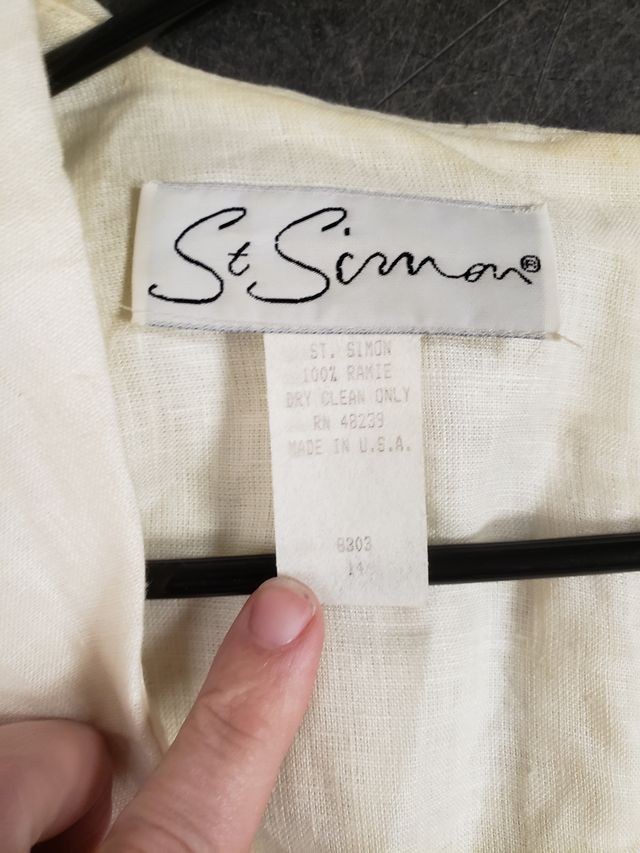 St Simon®
ST. SIMON
100% RAMIE
DRY CLEAN ONLY
RN 48239
MADE IN U.S.A.
8303
14